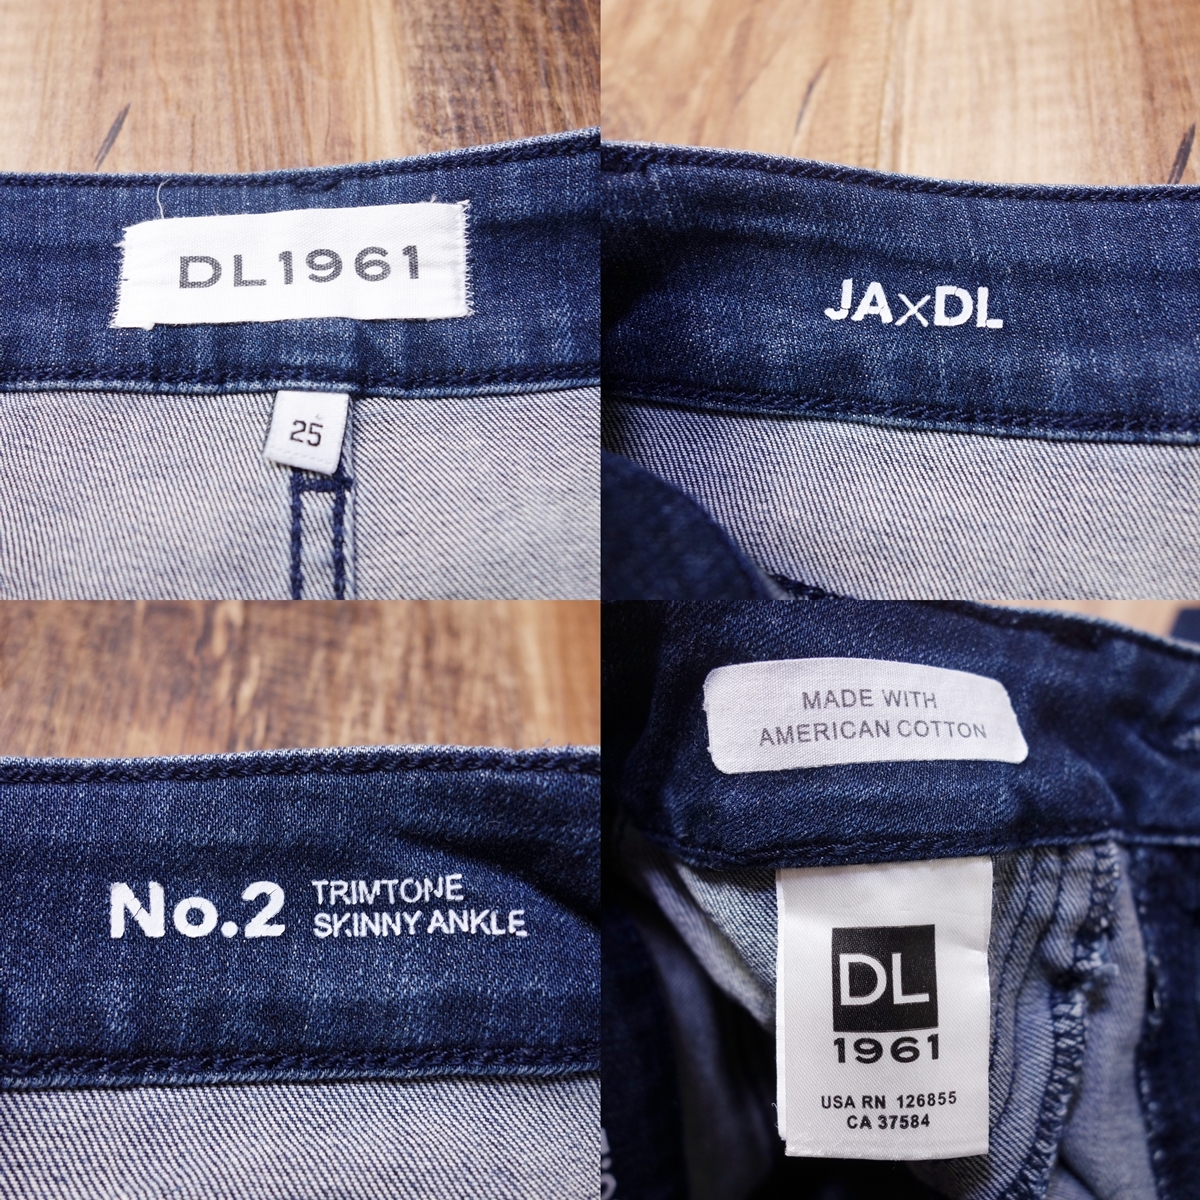 DL1961
25
JAxDL
No.2 TRIMTONE
SKINNY ANKLE
MADE WITH
AMERICAN COTTON
DL
1961
USA RN 126855
CA 37584